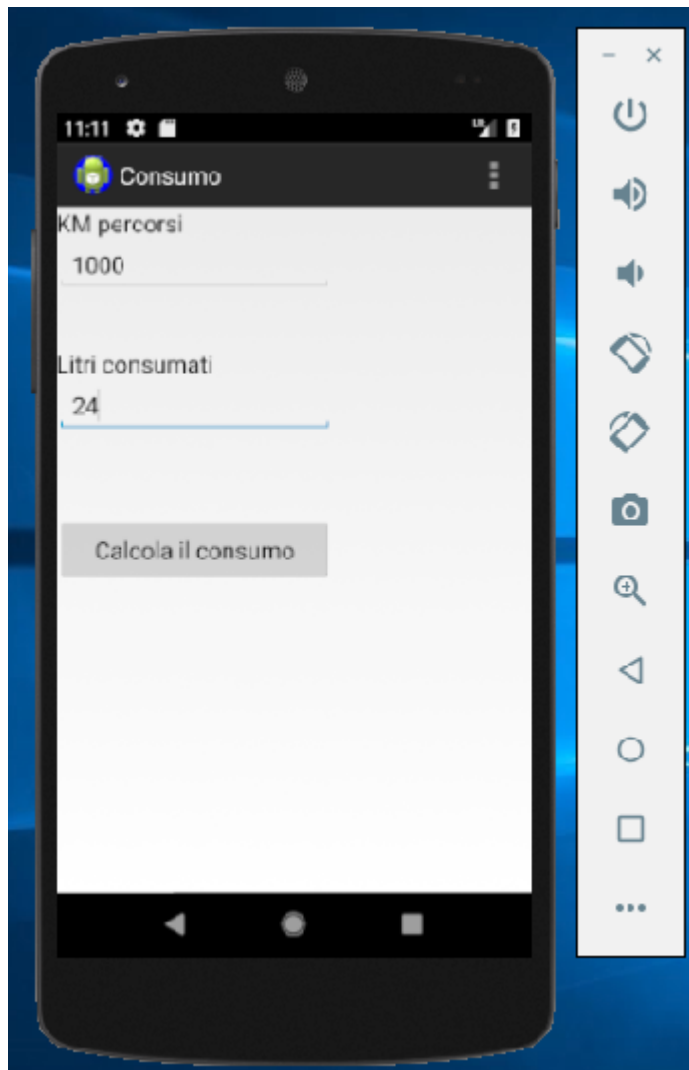 11:11
Consumo
KM percorsi
1000
Litri consumati
24
Calcola il consumo